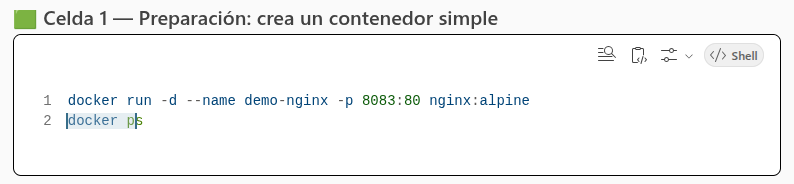 Celda 1 — Preparación: crea un contenedor simple
</> Shell
1 docker run -d --name demo-nginx -p 8083:80 nginx:alpine
2 docker ps